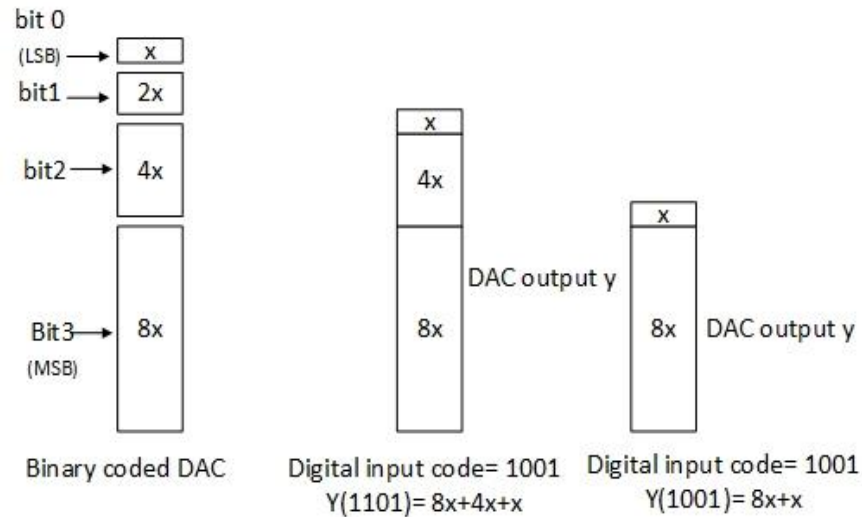 bit 0
(LSB)
x
bit1
2x
bit2
4x
Bit3
(MSB)
8x
Binary coded DAC
x
4x
8x
DAC output y
Digital input code= 1001
Y(1101)= 8x+4x+x
x
8x
DAC output y
Digital input code= 1001
Y(1001)= 8x+x